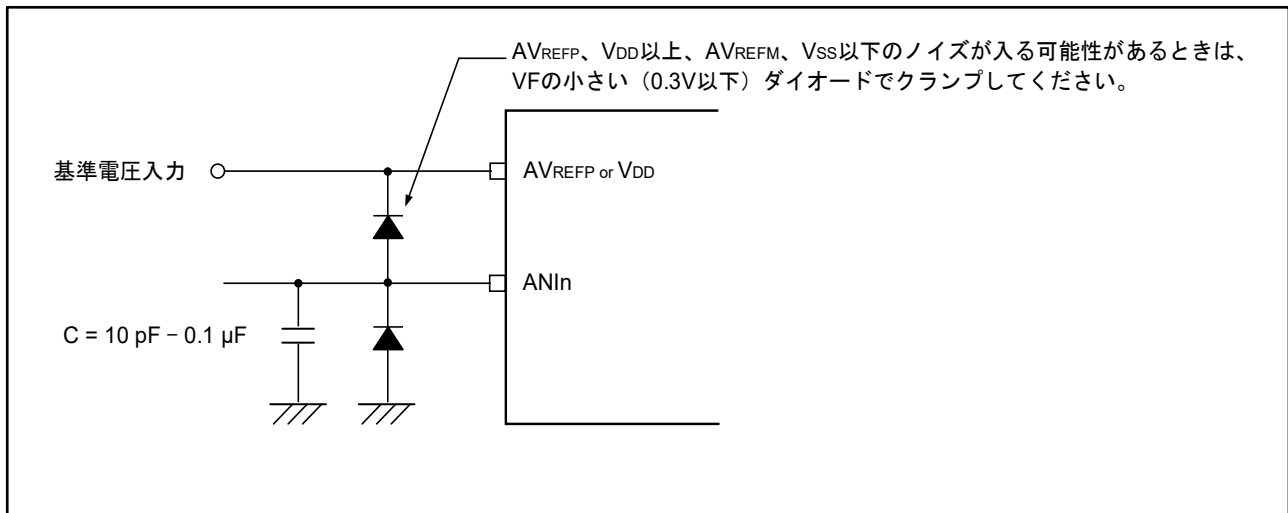 AVREFP、VDD以上、AVREFM、VSS以下のノイズが入る可能性があるときは、
VFの小さい（0.3V以下）ダイオードでクランプしてください。
基準電圧入力
AVREFP or VDD
ANIn
C = 10 pF – 0.1 μF